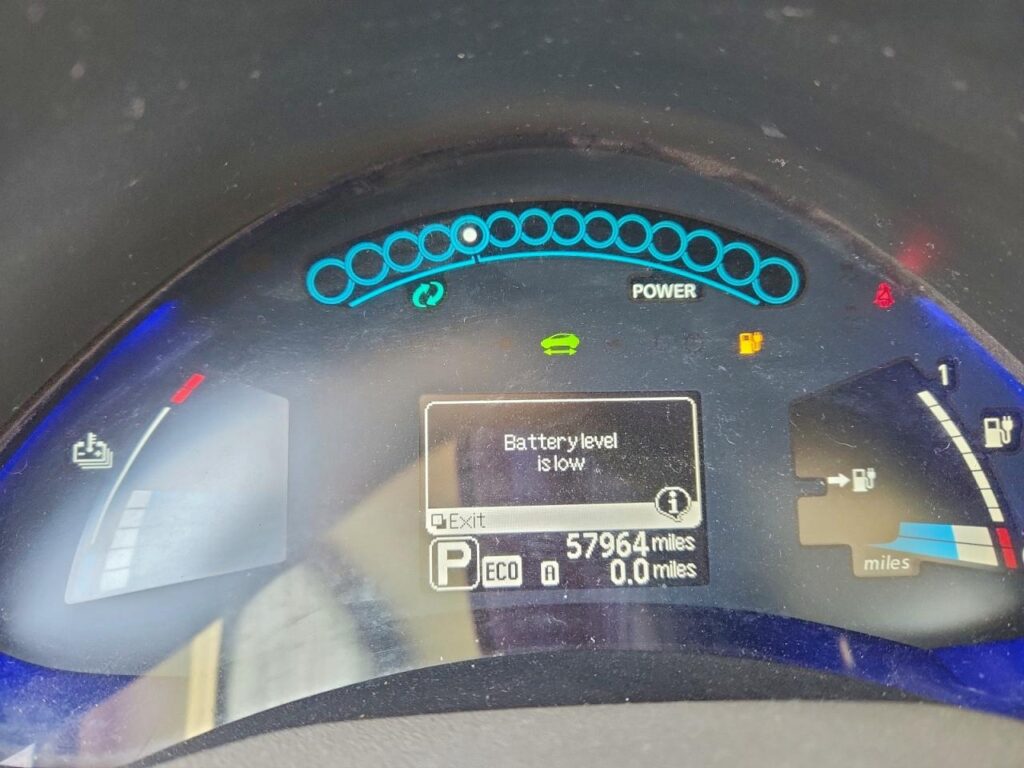 POWER
1
Battery level
is low
Exit
i
P
ECO
57964 miles
A
0.0 miles
miles